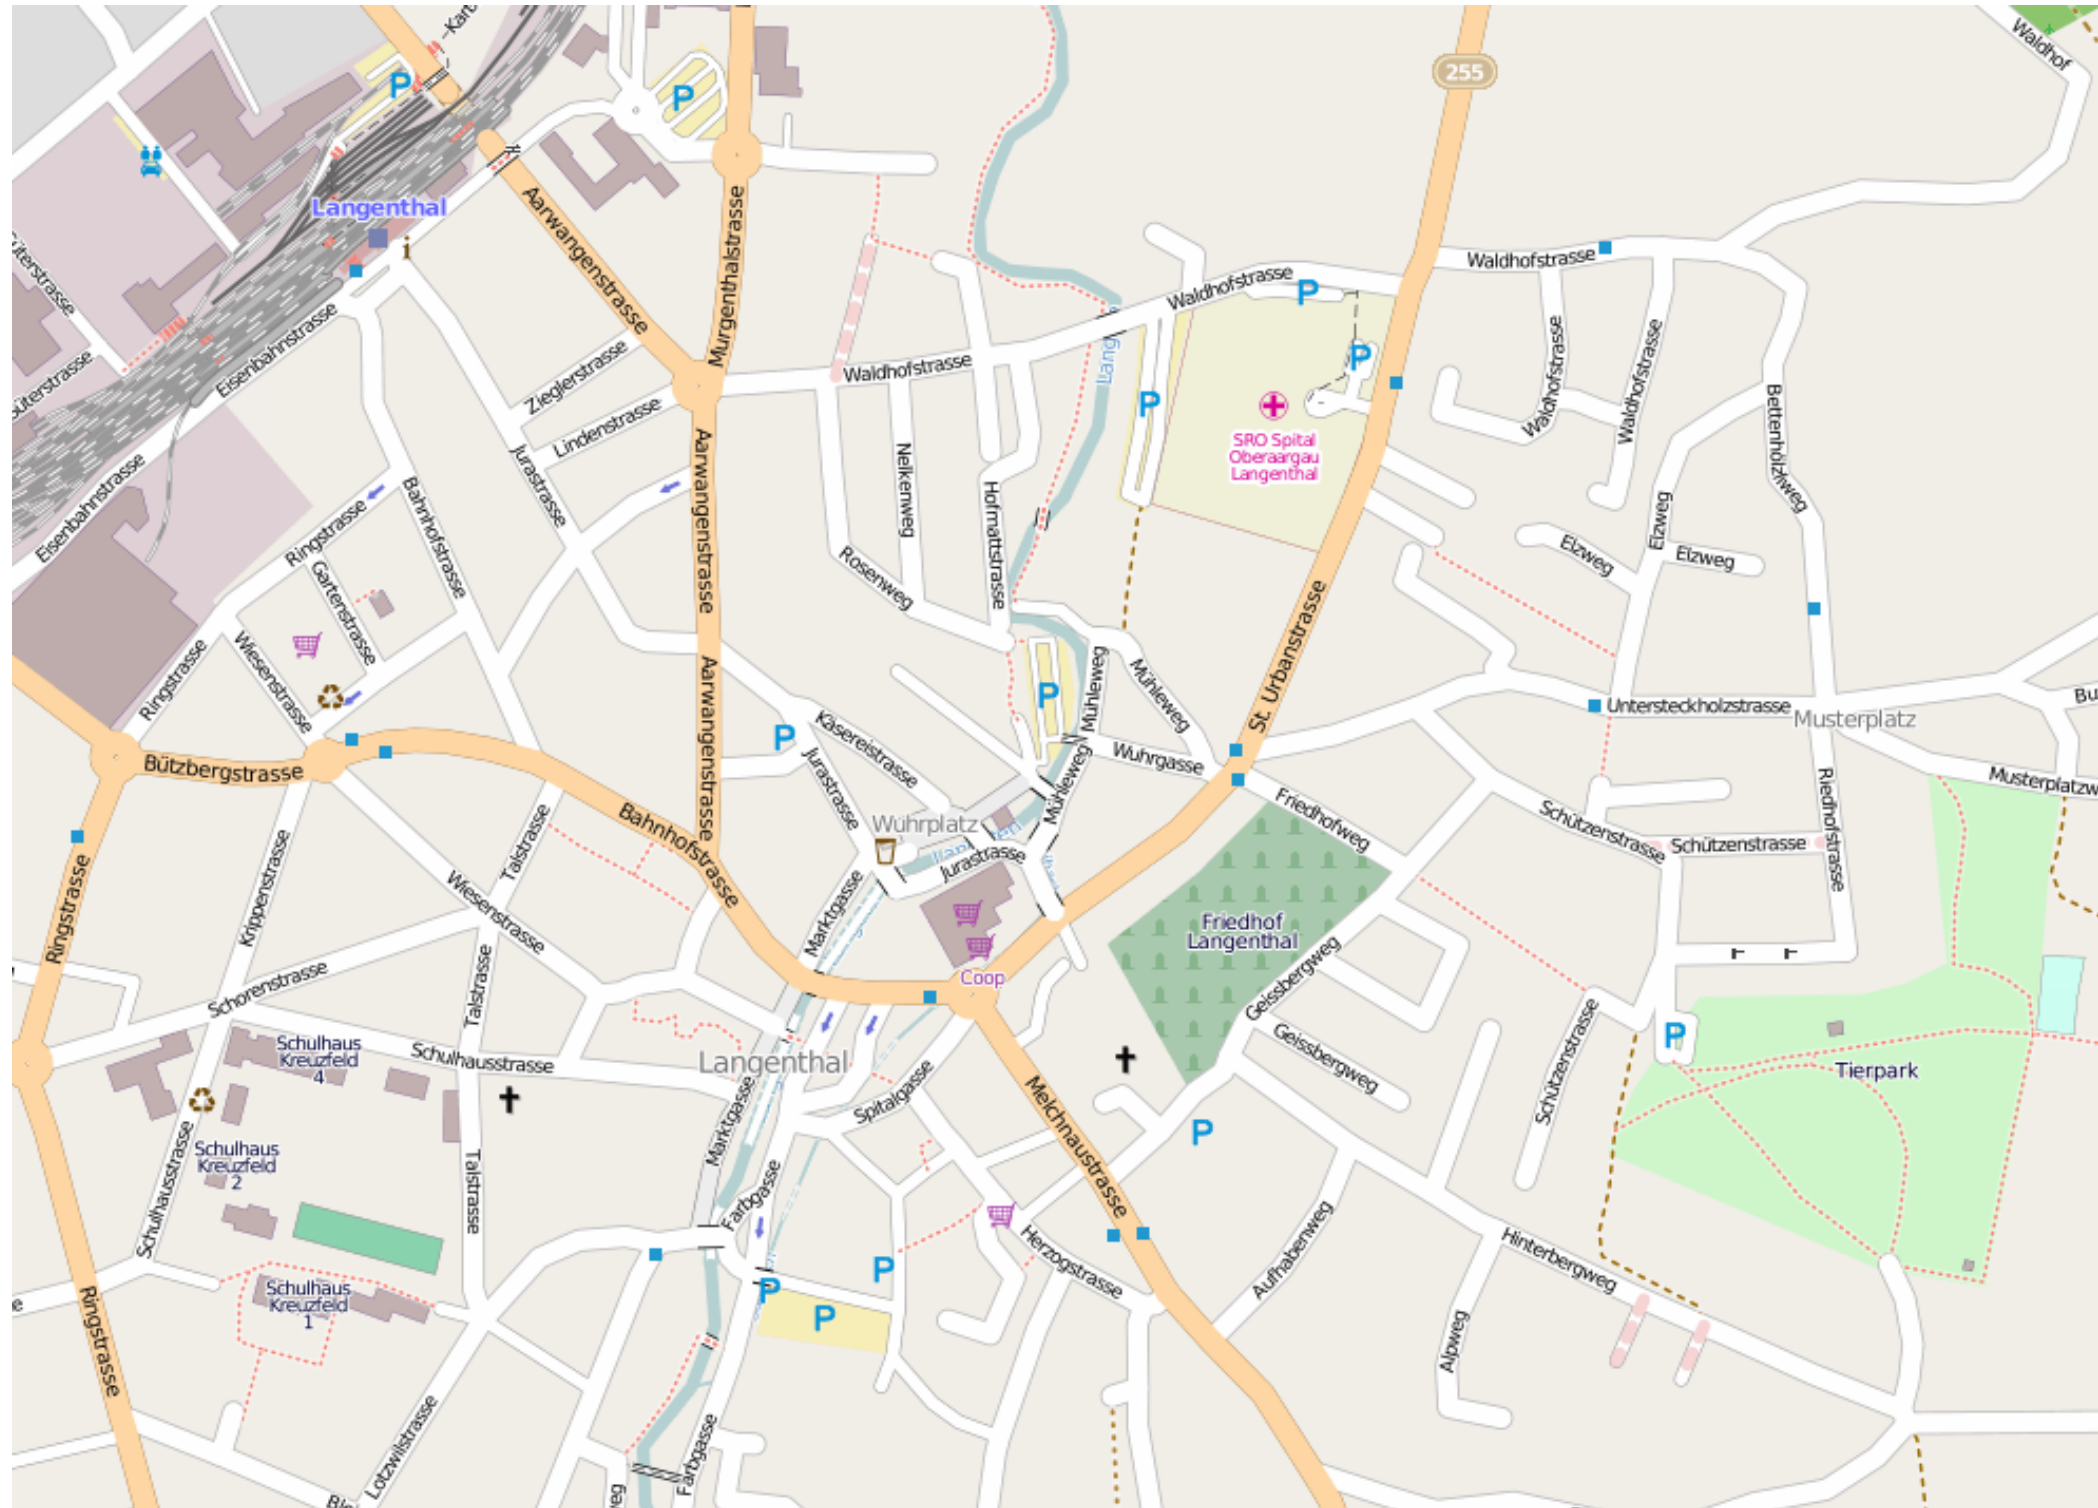 Waldhof
255
P
P
Langenthal
i
Aarwangenstrasse
Murgenthalstrasse
Waldhofstrasse
Waldhofstrasse
P
Eisenbahnstrasse
Zieglerstrasse
Waldhofstrasse
P
Waldhofstrasse
Waldhofstrasse
Lindenstrasse
P
Bettenhölzliweg
SRO Spital
Oberaargau
Langenthal
Jurastrasse
Nelkenweg
Eisenbahnstrasse
Ringstrasse
Bahnhofstrasse
Aarwangenstrasse
Hofmattstrasse
Elzweg
Elzweg
Elzweg
Gartenstrasse
Rosenweg
St. Urbanstrasse
Wiesenstrasse
Ringstrasse
Aarwangenstrasse
Mühleweg
Mühleweg
P
Untersteckholzstrasse
Musterplatz
P
Käsereistrasse
Jurastrasse
Wuhrgasse
Mühleweg
Bützbergstrasse
Friedhofweg
Schützenstrasse
Schützenstrasse
Riedhofstrasse
Bahnhofstrasse
Talstrasse
Wuhrplatz
Jurastrasse
Krippenstrasse
Wiesenstrasse
Marktgasse
Ringstrasse
Friedhof
Langenthal
Coop
Geissbergweg
Schorenstrasse
Talstrasse
Schulhaus
Kreuzfeld
4
Schulhausstrasse
Langenthal
Geissbergweg
Schützenstrasse
P
Tierpark
Spitalgasse
Melchnaustrasse
Marktgasse
P
Schulhaus
Kreuzfeld
2
Schulhausstrasse
Talstrasse
Farbgasse
Herzogstrasse
Aufhabenweg
Hinterbergweg
P
P
P
Schulhaus
Kreuzfeld
1
Ringstrasse
Alpweg
Lotzwilstrasse
Farbgasse